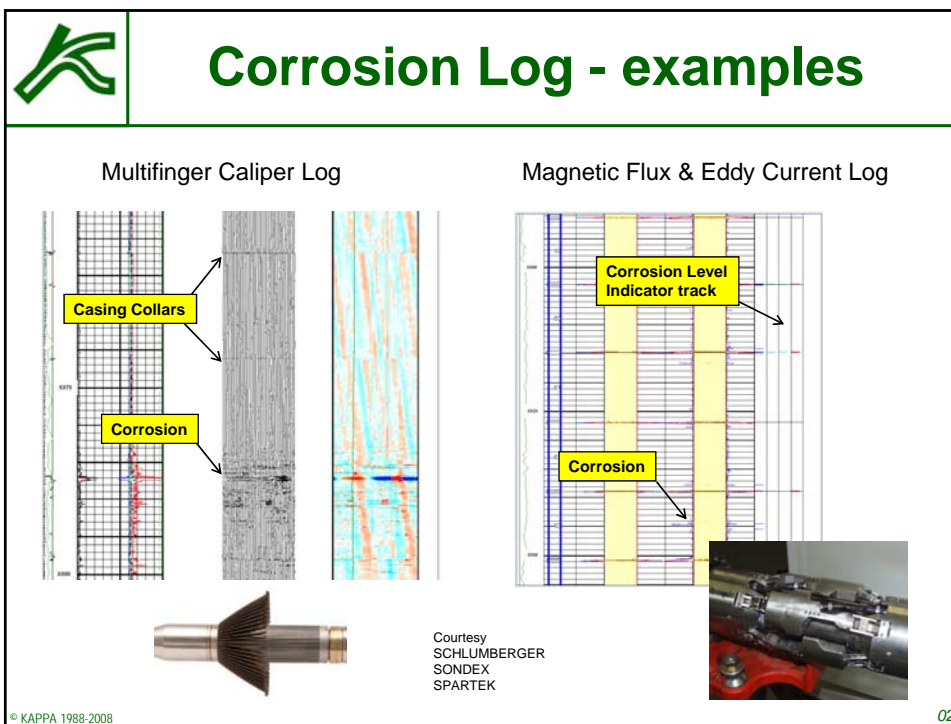 Corrosion Log - examples
Multifinger Caliper Log
Magnetic Flux & Eddy Current Log
Casing Collars
Corrosion
Corrosion Level
Indicator track
Corrosion
Courtesy
SCHLUMBERGER
SONDEX
SPARTEK
© KAPPA 1988-2008
02